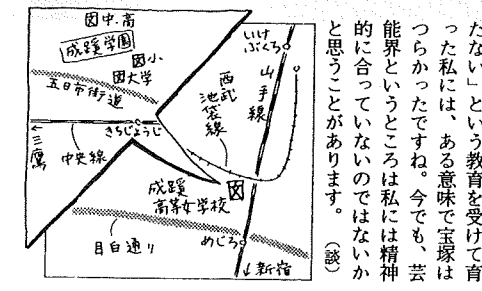 たない」という教育を受けて育
った私には、ある意味で宝塚は
つらかったですね。今でも、芸
能界というところは私には精神
的に合っていないのではないか
と思うことがあります。
(談)
図中・高
成蹊学園
図小
図大学
五日市街道
きちじょうじ
←三鷹
中央線
いけぶくろ
山手線
西武池袋線
成蹊
高等女学校
図
目白通り
めじろ
↓新宿